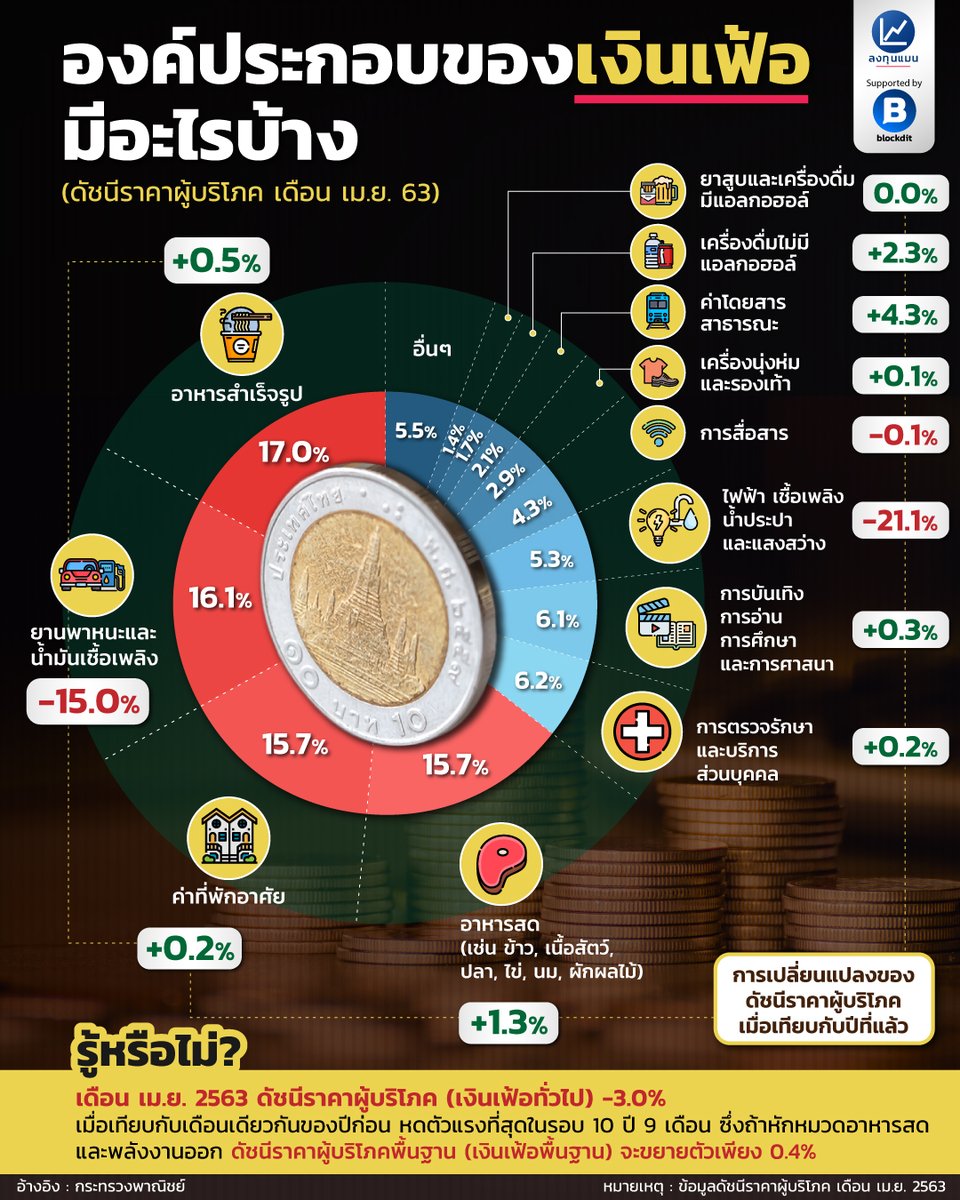 องค์ประกอบของเงินเฟ้อ
มีอะไรบ้าง
(ดัชนีราคาผู้บริโภค เดือน เม.ย. 63)
ลงทุนแมน
Supported by
B
blockdit
ยาสูบและเครื่องดื่ม
มีแอลกอฮอล์
0.0%
เครื่องดื่มไม่มี
แอลกอฮอล์
+2.3%
ค่าโดยสาร
สาธารณะ
+4.3%
เครื่องนุ่งห่ม
และรองเท้า
+0.1%
การสื่อสาร
-0.1%
ไฟฟ้า เชื้อเพลิง
น้ำประปา
และแสงสว่าง
-21.1%
การบันเทิง
การอ่าน
การศึกษา
และการศาสนา
+0.3%
การตรวจรักษา
และบริการ
ส่วนบุคคล
+0.2%
+0.5%
อาหารสำเร็จรูป
อื่นๆ
17.0%
5.5%
1.4%
1.7%
2.1%
2.9%
4.3%
5.3%
6.1%
6.2%
16.1%
15.7%
15.7%
ประเทศไทย
พ.ศ. ๒๕๕๙
๑๐ บาท 10
ยานพาหนะและ
น้ำมันเชื้อเพลิง
-15.0%
ค่าที่พักอาศัย
+0.2%
อาหารสด
(เช่น ข้าว, เนื้อสัตว์,
ปลา, ไข่, นม, ผักผลไม้)
+1.3%
การเปลี่ยนแปลงของ
ดัชนีราคาผู้บริโภค
เมื่อเทียบกับปีที่แล้ว
รู้หรือไม่?
เดือน เม.ย. 2563 ดัชนีราคาผู้บริโภค (เงินเฟ้อทั่วไป) -3.0%
เมื่อเทียบกับเดือนเดียวกันของปีก่อน หดตัวแรงที่สุดในรอบ 10 ปี 9 เดือน ซึ่งถ้าหักหมวดอาหารสด
และพลังงานออก ดัชนีราคาผู้บริโภคพื้นฐาน (เงินเฟ้อพื้นฐาน) จะขยายตัวเพียง 0.4%
อ้างอิง : กระทรวงพาณิชย์
หมายเหตุ : ข้อมูลดัชนีราคาผู้บริโภค เดือน เม.ย. 2563